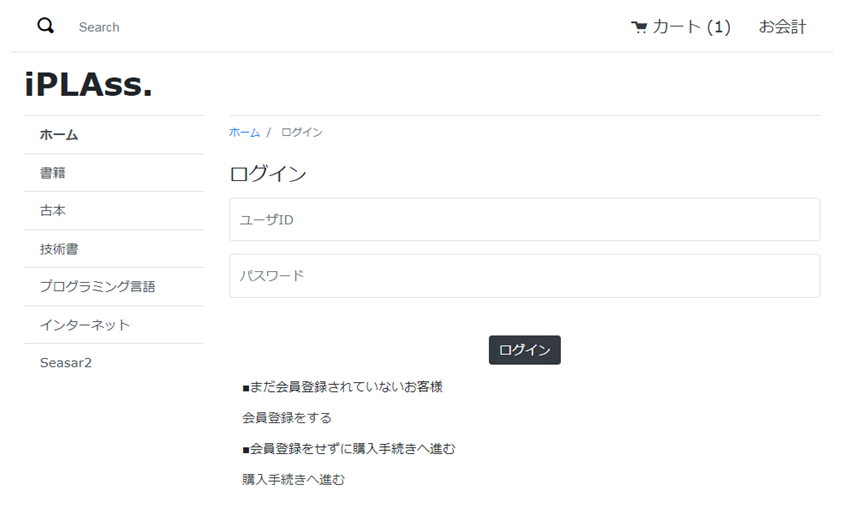 Search
カート (1)
お会計
iPLAss.
ホーム
書籍
古本
技術書
プログラミング言語
インターネット
Seasar2
ホーム / ログイン
ログイン
ユーザID
パスワード
ログイン
■まだ会員登録されていないお客様
会員登録をする
■会員登録をせずに購入手続きへ進む
購入手続きへ進む